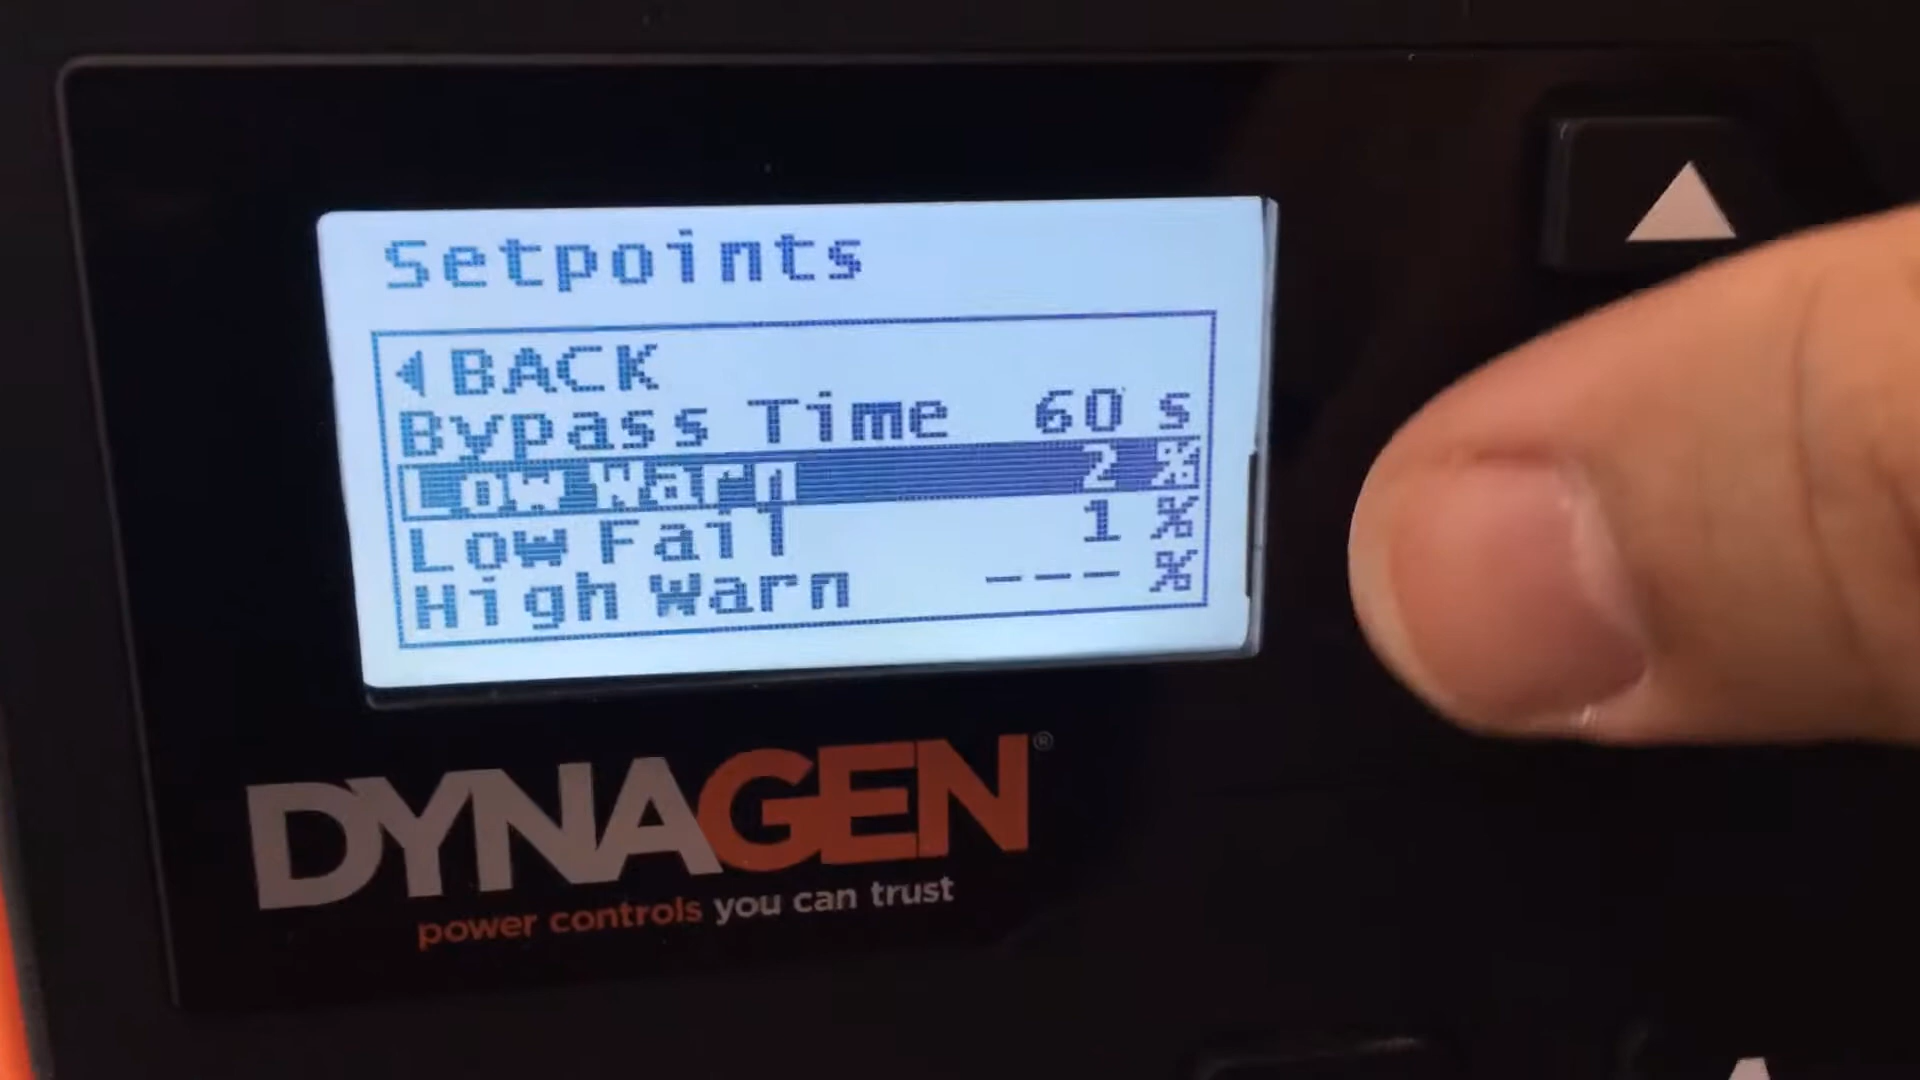 Setpoints
BACK
Bypass Time 60 s
Low Warn 2 %
Low Fail 1 %
High Warn --- %
DYNAGEN®
power controls you can trust